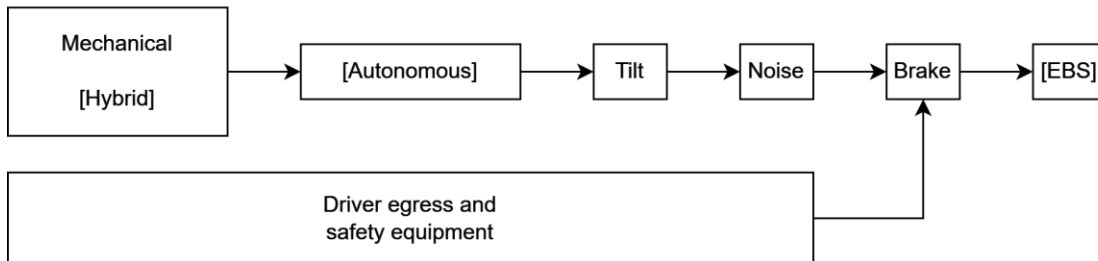 Mechanical
[Hybrid]
[Autonomous]
Tilt
Noise
Brake
[EBS]
Driver egress and
safety equipment